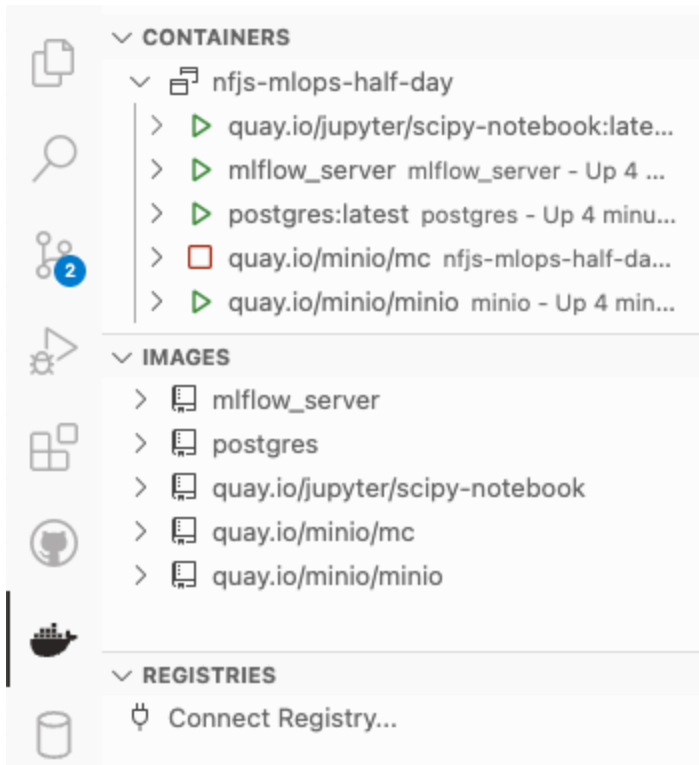 CONTAINERS
nfjs-mlops-half-day
quay.io/jupyter/scipy-notebook:late...
mlflow_server mlflow_server - Up 4 ...
postgres:latest postgres - Up 4 minu...
quay.io/minio/mc nfjs-mlops-half-da...
quay.io/minio/minio minio - Up 4 min...
2
IMAGES
mlflow_server
postgres
quay.io/jupyter/scipy-notebook
quay.io/minio/mc
quay.io/minio/minio
REGISTRIES
Connect Registry...